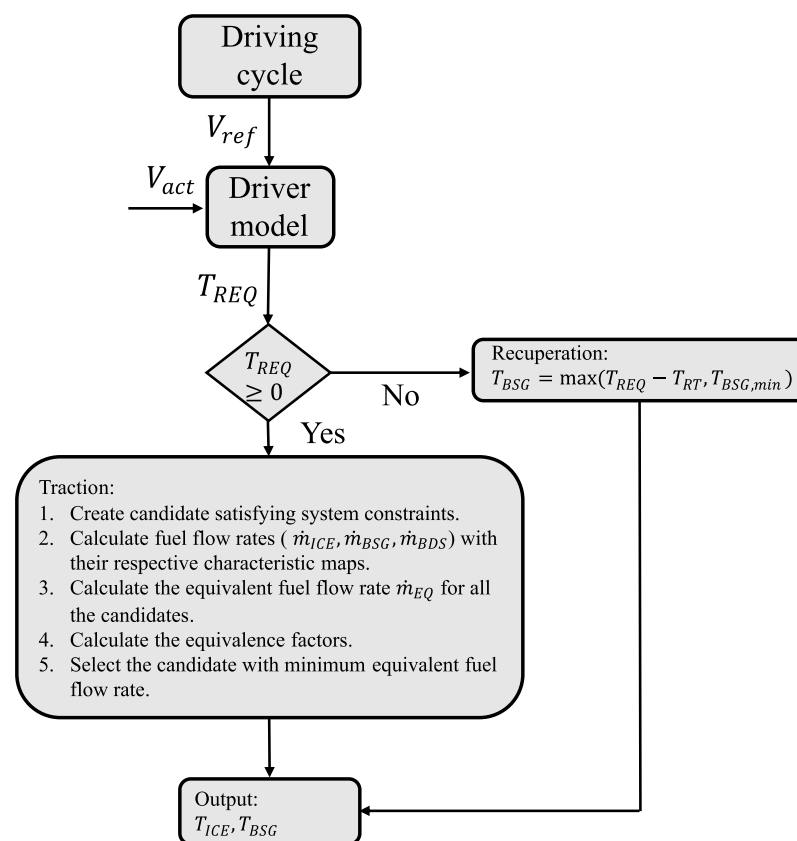 Driving
cycle
V_ref
V_act
Driver
model
T_REQ
T_REQ
≥ 0
No
Yes
Recuperation:
T_BSG = max(T_REQ − T_RT, T_BSG,min)
Traction:
1. Create candidate satisfying system constraints.
2. Calculate fuel flow rates ( ṁ_ICE, ṁ_BSG, ṁ_BDS) with
their respective characteristic maps.
3. Calculate the equivalent fuel flow rate ṁ_EQ for all
the candidates.
4. Calculate the equivalence factors.
5. Select the candidate with minimum equivalent fuel
flow rate.
Output:
T_ICE, T_BSG